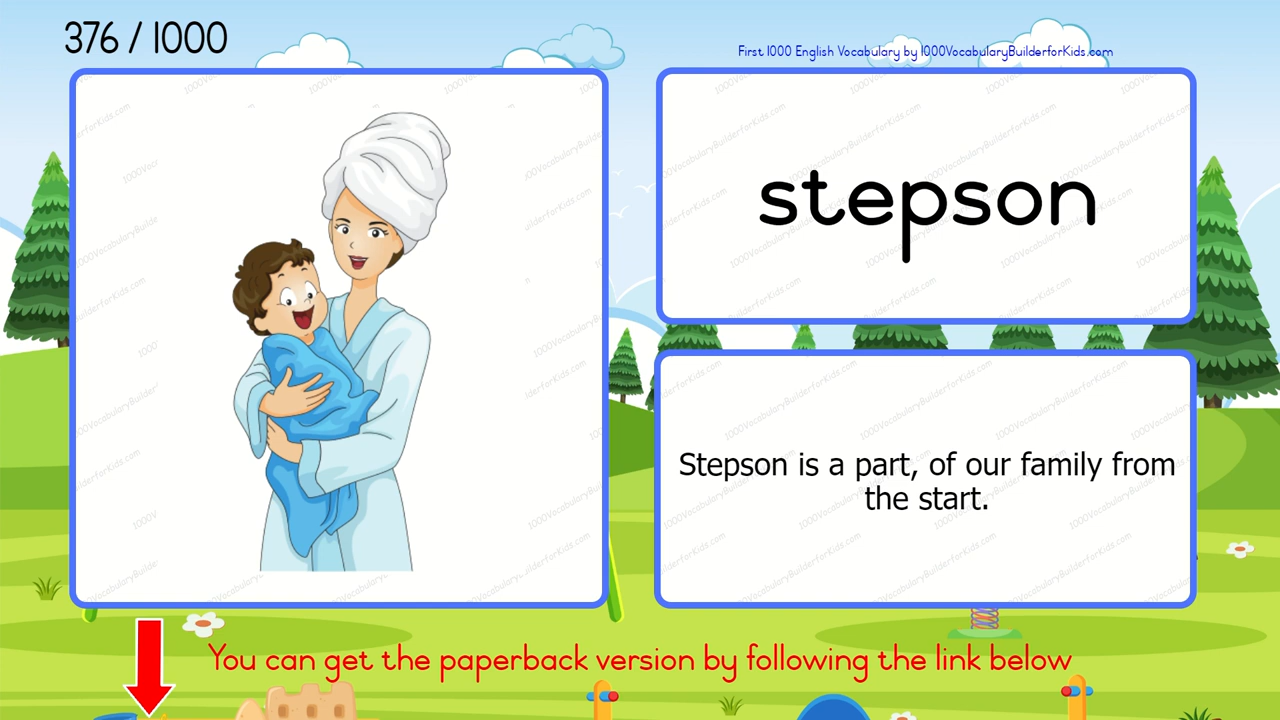 376 / 1000
First 1000 English Vocabulary by 1000VocabularyBuilderforKids.com
stepson
Stepson is a part, of our family from
the start.
You can get the paperback version by following the link below